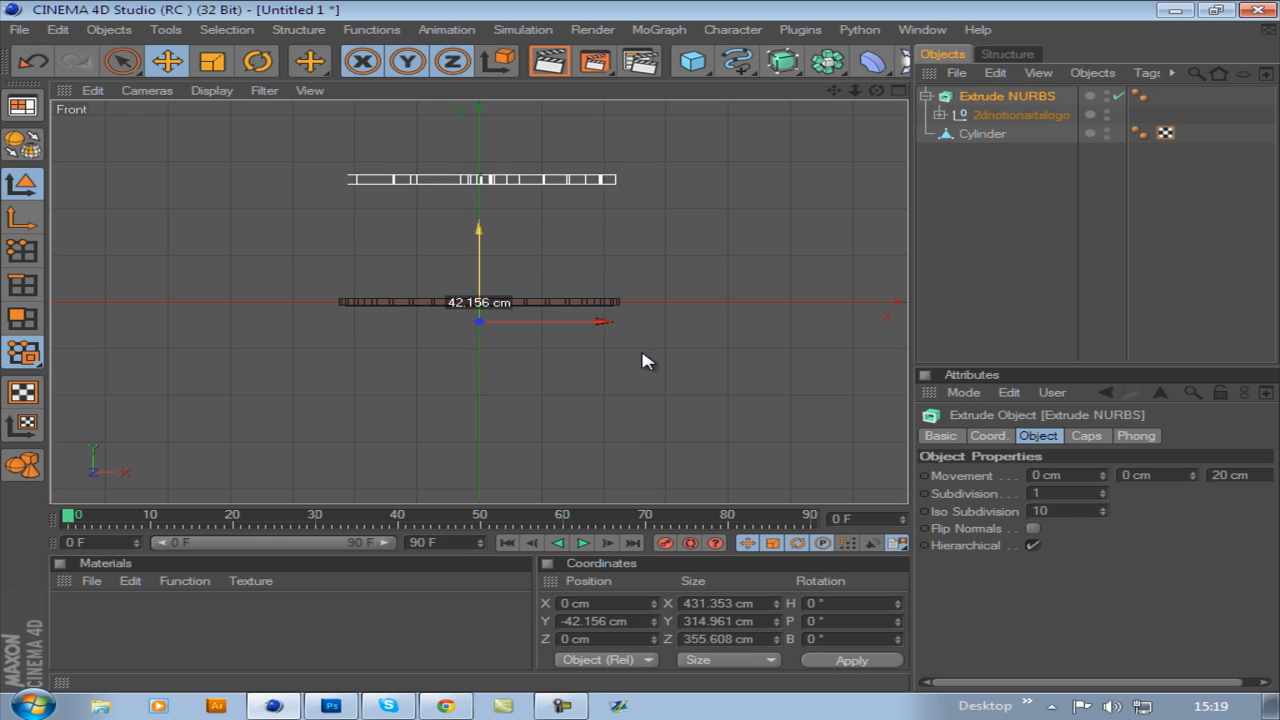 CINEMA 4D Studio (RC ) (32 Bit) - [Untitled 1 *]
File Edit Objects Tools Selection Structure Functions Animation Simulation Render MoGraph Character Plugins Python Window Help
X Y Z
Objects Structure
File Edit View Objects Tags
Extrude NURBS
0 2dnotionartslogo
Cylinder
Edit Cameras Display Filter View
Front
Y
42.156 cm
X
Y
Z X
0 10 20 30 40 50 60 70 80 90 0 F
0 F 0 F 90 F 90 F
Materials
File Edit Function Texture
Coordinates
Position Size Rotation
X 0 cm X 431.353 cm H 0 °
Y -42.156 cm Y 314.961 cm P 0 °
Z 0 cm Z 355.608 cm B 0 °
Object (Rel) Size Apply
Attributes
Mode Edit User
Extrude Object [Extrude NURBS]
Basic Coord. Object Caps Phong
Object Properties
Movement . . . 0 cm 0 cm 20 cm
Subdivision . . . 1
Iso Subdivision 10
Flip Normals .
Hierarchical . .
MAXON
CINEMA 4D
Ai Ps
Desktop » 15:19